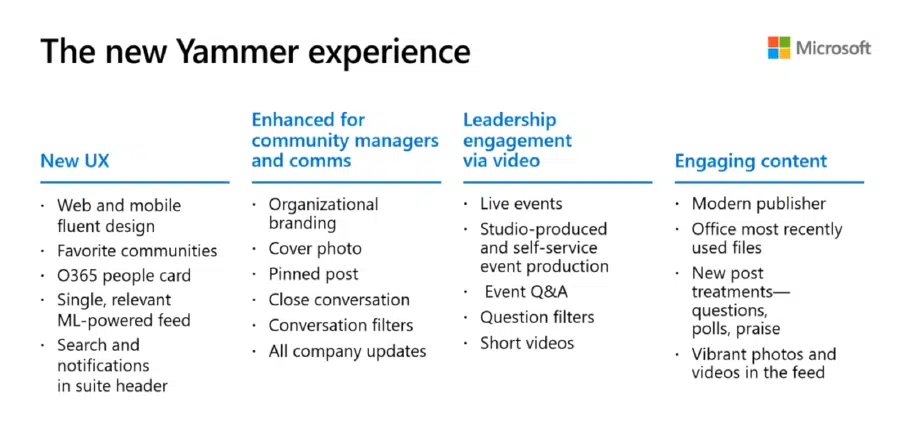 The new Yammer experience
Microsoft
New UX
· Web and mobile
fluent design
· Favorite communities
· O365 people card
· Single, relevant
ML-powered feed
· Search and
notifications
in suite header
Enhanced for
community managers
and comms
· Organizational
branding
· Cover photo
· Pinned post
· Close conversation
· Conversation filters
· All company updates
Leadership
engagement
via video
· Live events
· Studio-produced
and self-service
event production
· Event Q&A
· Question filters
· Short videos
Engaging content
· Modern publisher
· Office most recently
used files
· New post
treatments—
questions,
polls, praise
· Vibrant photos and
videos in the feed